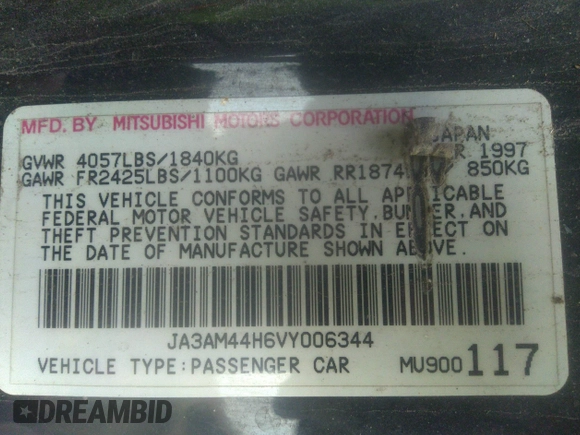 MFD. BY MITSUBISHI MOTORS CORPORATION
JAPAN
GVWR 4057LBS/1840KG 1997
GAWR FR2425LBS/1100KG GAWR 850KG
THIS VEHICLE CONFORMS TO ALL APPLICABLE
FEDERAL MOTOR VEHICLE SAFETY, BUMPER, AND
THEFT PREVENTION STANDARDS IN EFFECT ON
THE DATE OF MANUFACTURE SHOWN ABOVE.
JA3AM44H6VY006344
VEHICLE TYPE: PASSENGER CAR MU900117
DREAMBID